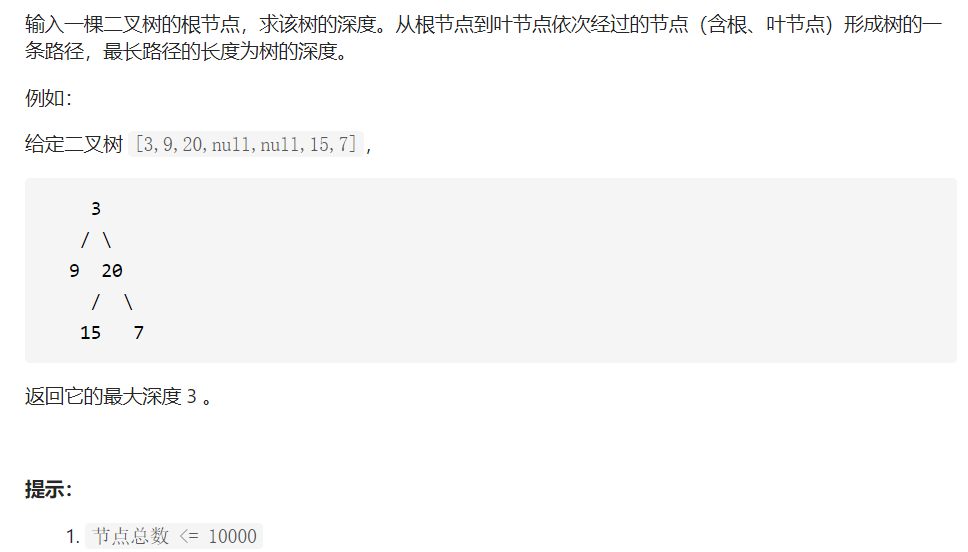 输入一棵二叉树的根节点，求该树的深度。从根节点到叶节点依次经过的节点（含根、叶节点）形成树的一
条路径，最长路径的长度为树的深度。
例如：
给定二叉树 [3,9,20,null,null,15,7]，
3
/ \
9 20
/ \
15 7
返回它的最大深度 3 。
提示：
1. 节点总数 <= 10000